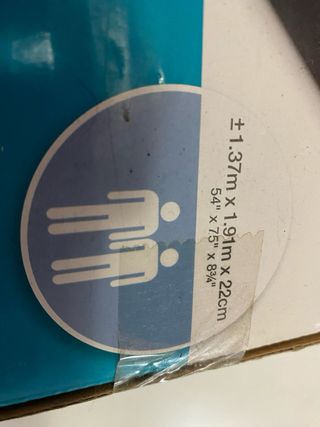 ± 1.37m x 1.91m x 22cm
54" x 75" x 8¾"